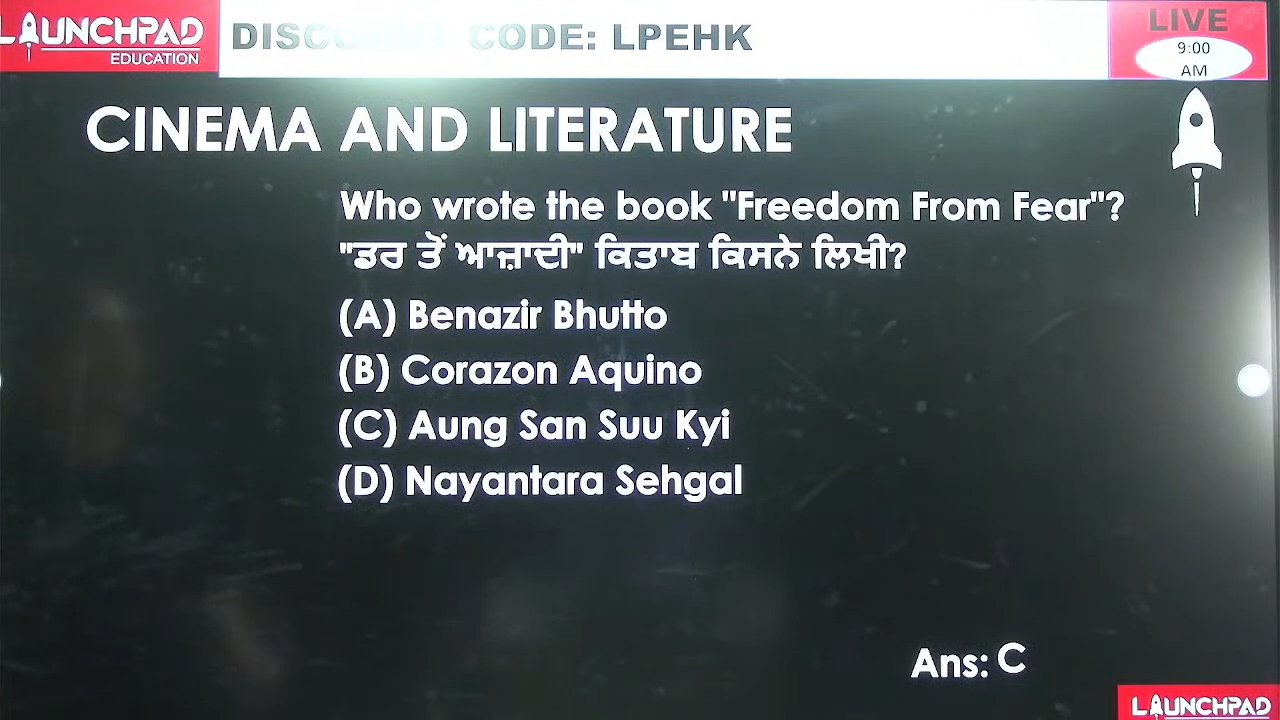 LAUNCHPAD
EDUCATION
DISCOUNT CODE: LPEHK
LIVE
9:00
AM
CINEMA AND LITERATURE
Who wrote the book "Freedom From Fear"?
"ਡਰ ਤੋਂ ਆਜ਼ਾਦੀ" ਕਿਤਾਬ ਕਿਸਨੇ ਲਿਖੀ?
(A) Benazir Bhutto
(B) Corazon Aquino
(C) Aung San Suu Kyi
(D) Nayantara Sehgal
Ans: C
LAUNCHPAD